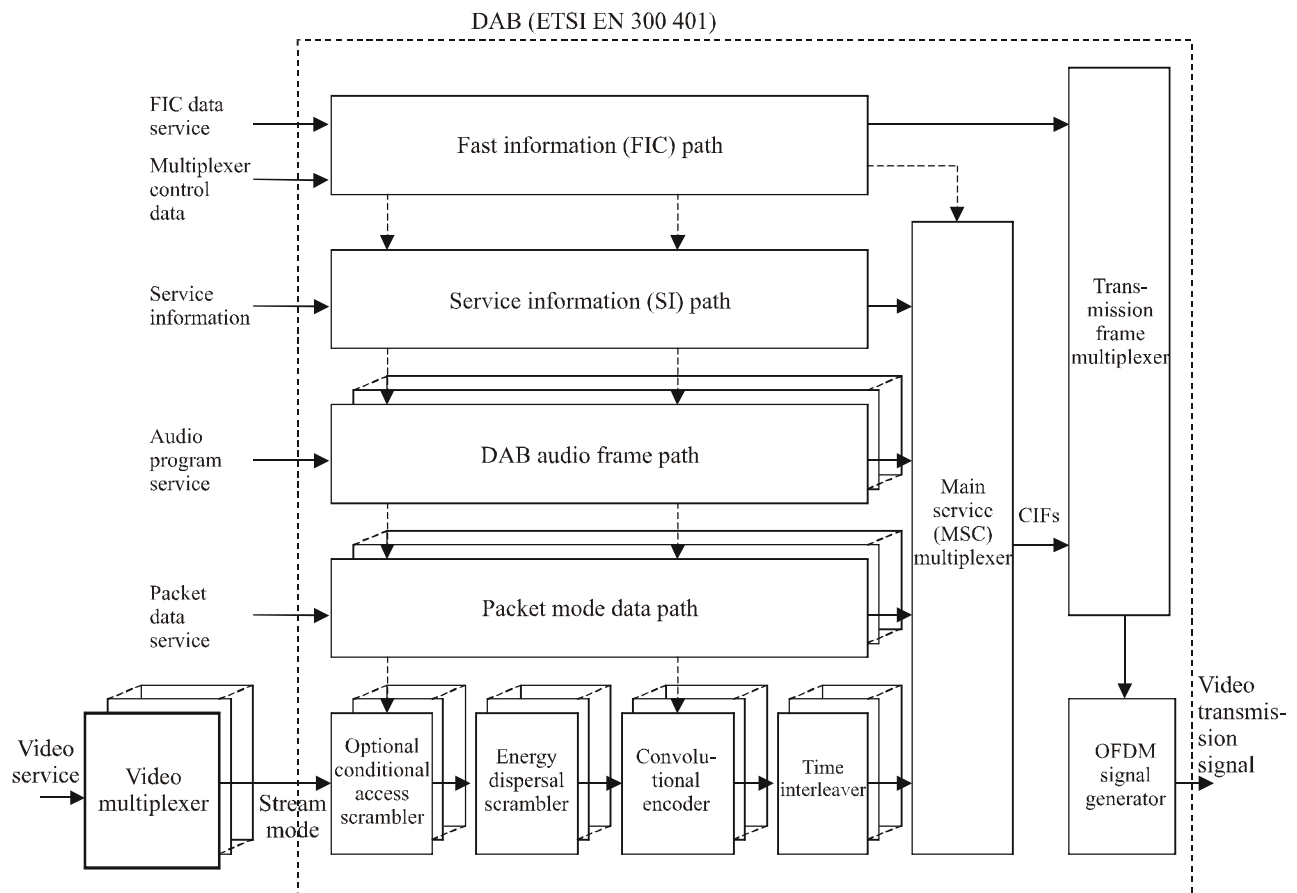 DAB (ETSI EN 300 401)
FIC data
service
Multiplexer
control
data
Fast information (FIC) path
Service
information
Service information (SI) path
Trans-
mission
frame
multiplexer
Audio
program
service
DAB audio frame path
Main
service
(MSC)
multiplexer
CIFs
Packet
data
service
Packet mode data path
Video
service
Video
multiplexer
Stream
mode
Optional
conditional
access
scrambler
Energy
dispersal
scrambler
Convolu-
tional
encoder
Time
interleaver
OFDM
signal
generator
Video
transmis-
sion
signal